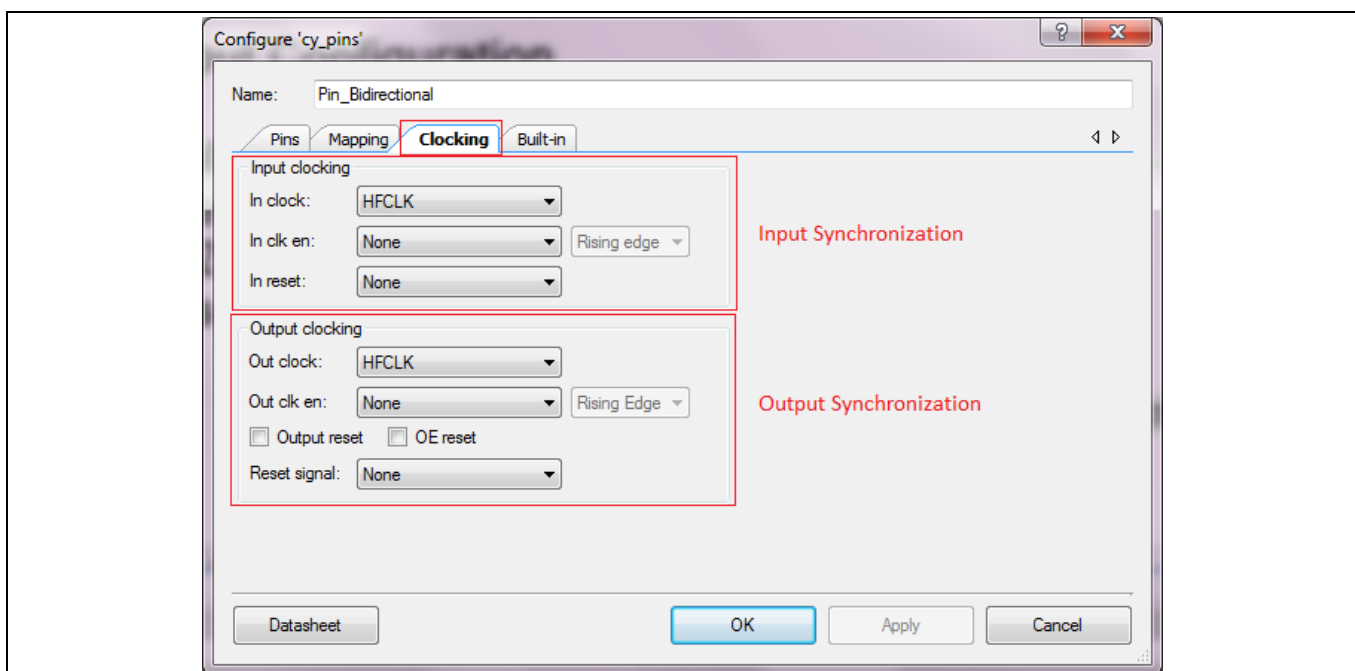 Configure 'cy_pins'
Name: Pin_Bidirectional
Pins Mapping Clocking Built-in
Input clocking
In clock: HFCLK
In clk en: None Rising edge
Input Synchronization
In reset: None
Output clocking
Out clock: HFCLK
Out clk en: None Rising Edge
Output Synchronization
Output reset OE reset
Reset signal: None
Datasheet OK Apply Cancel